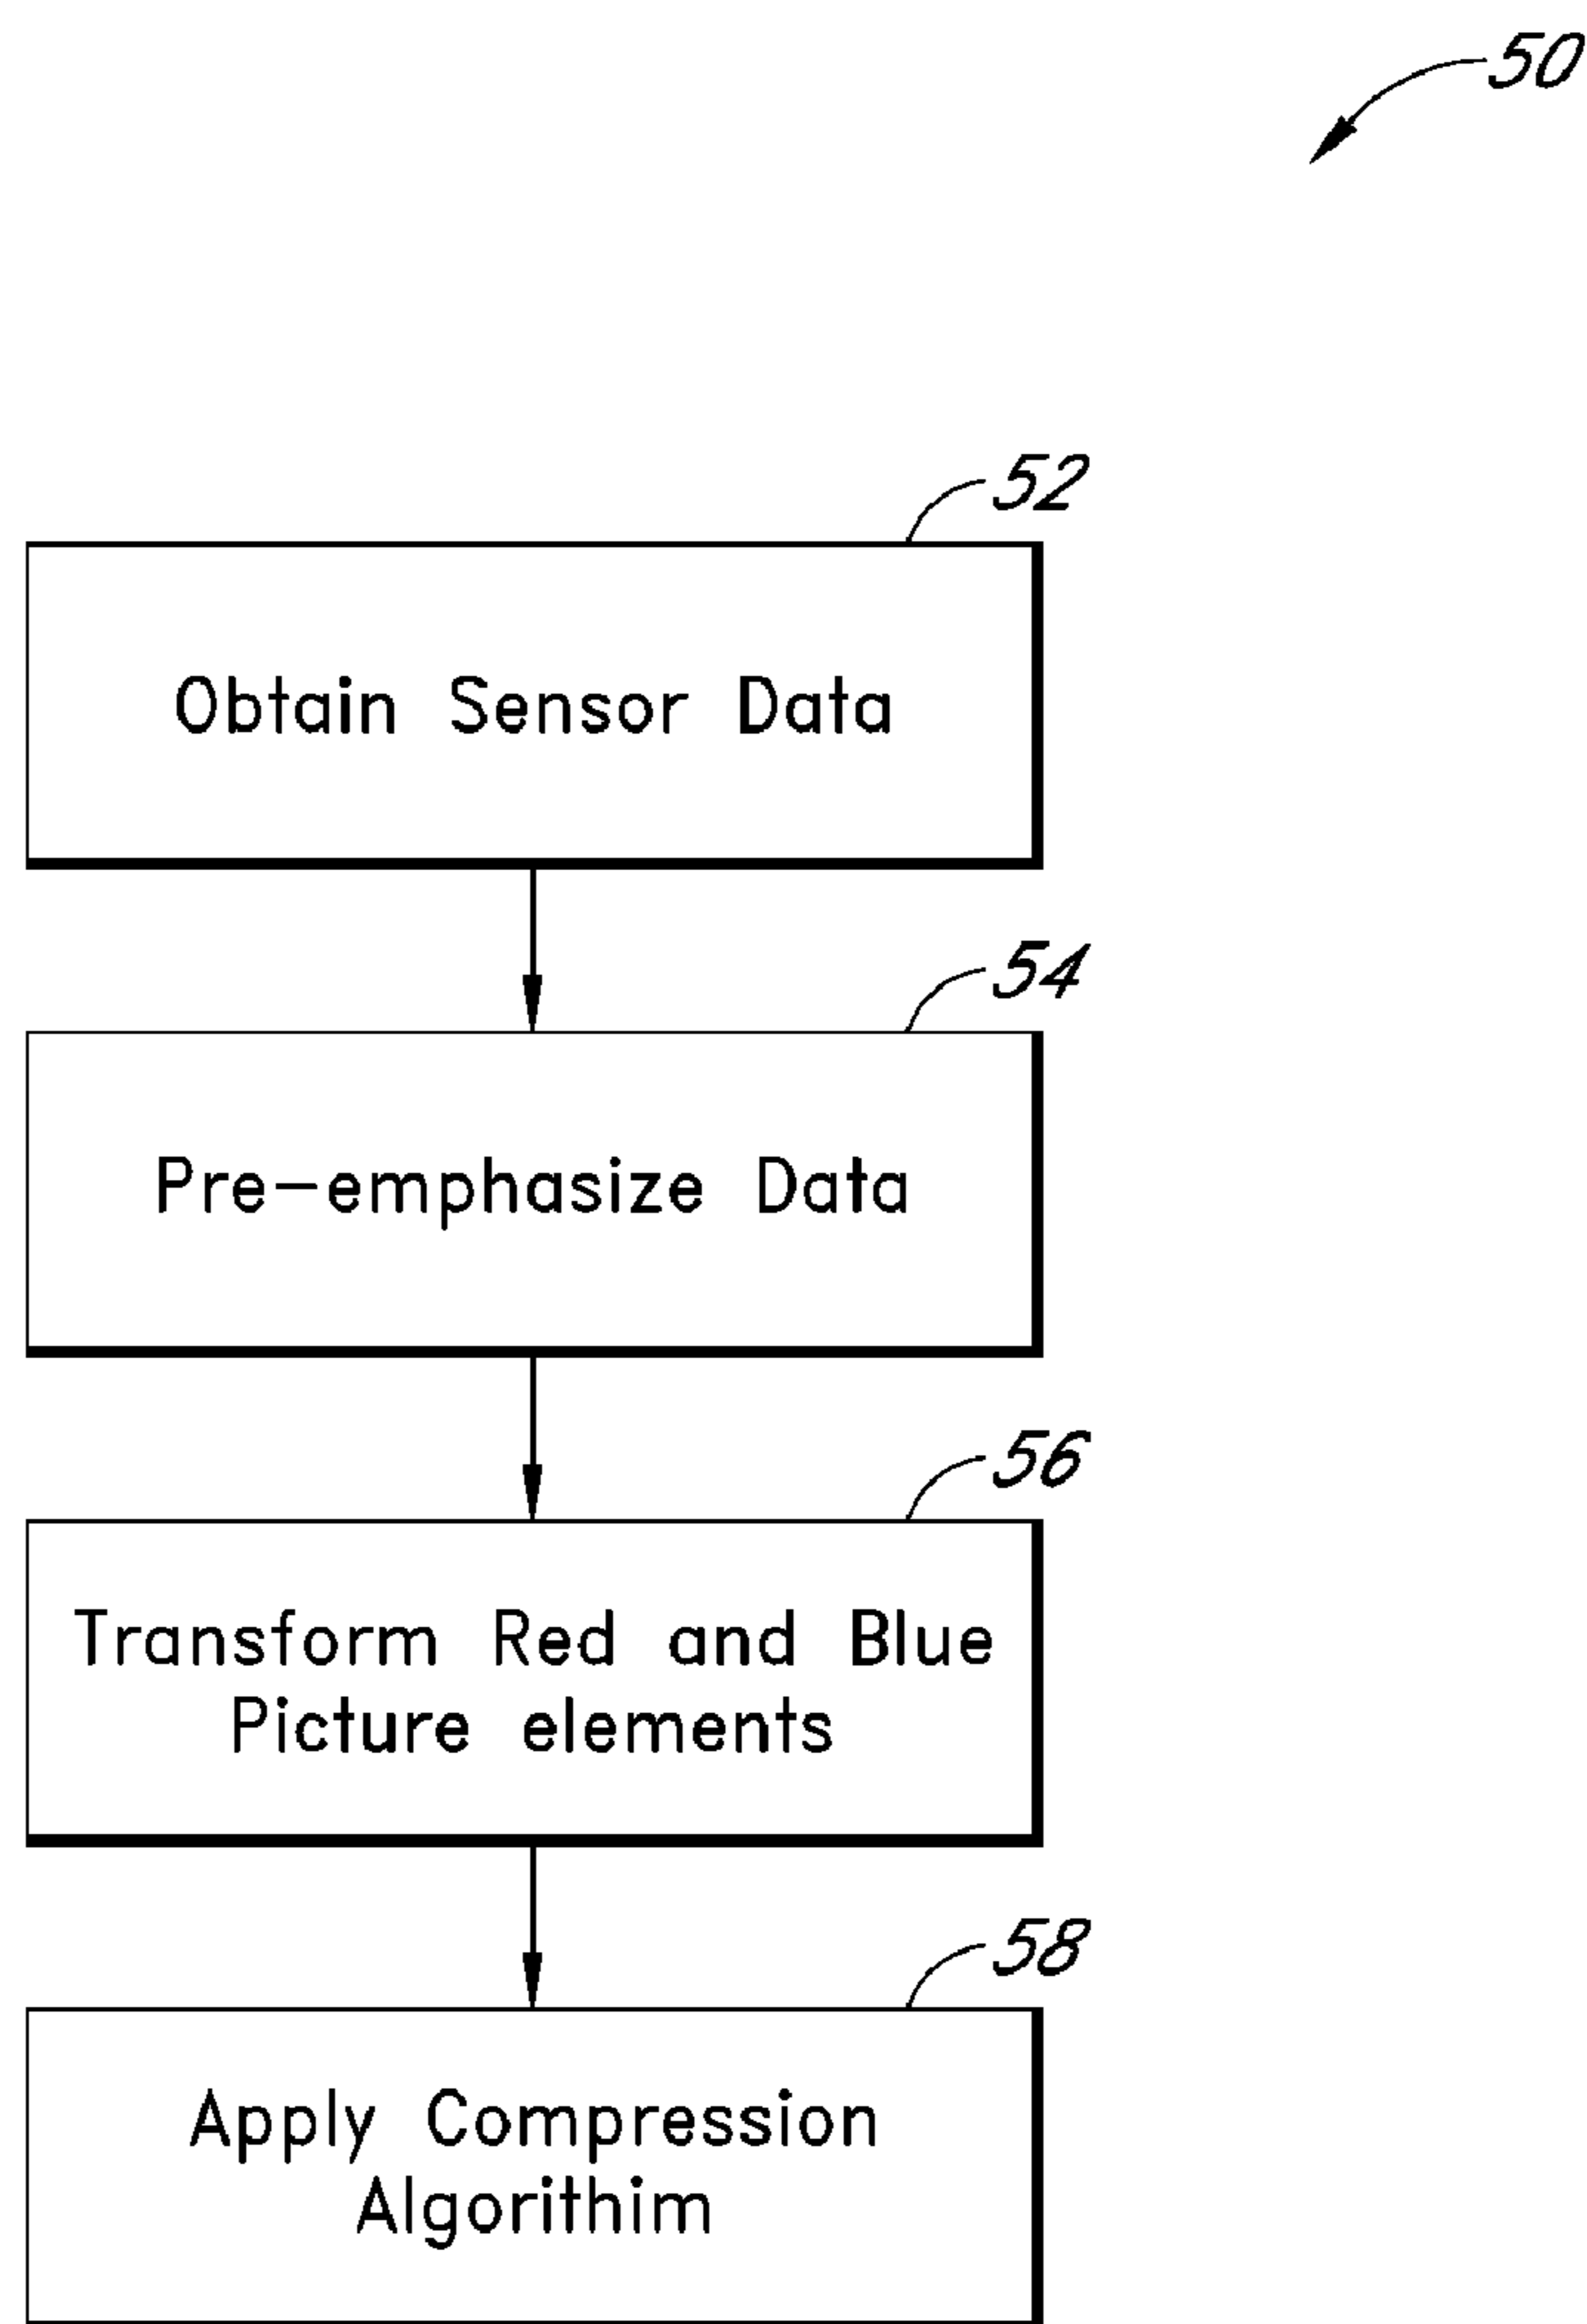 50
52
Obtain Sensor Data
54
Pre-emphasize Data
56
Transform Red and Blue
Picture elements
58
Apply Compression
Algorithim